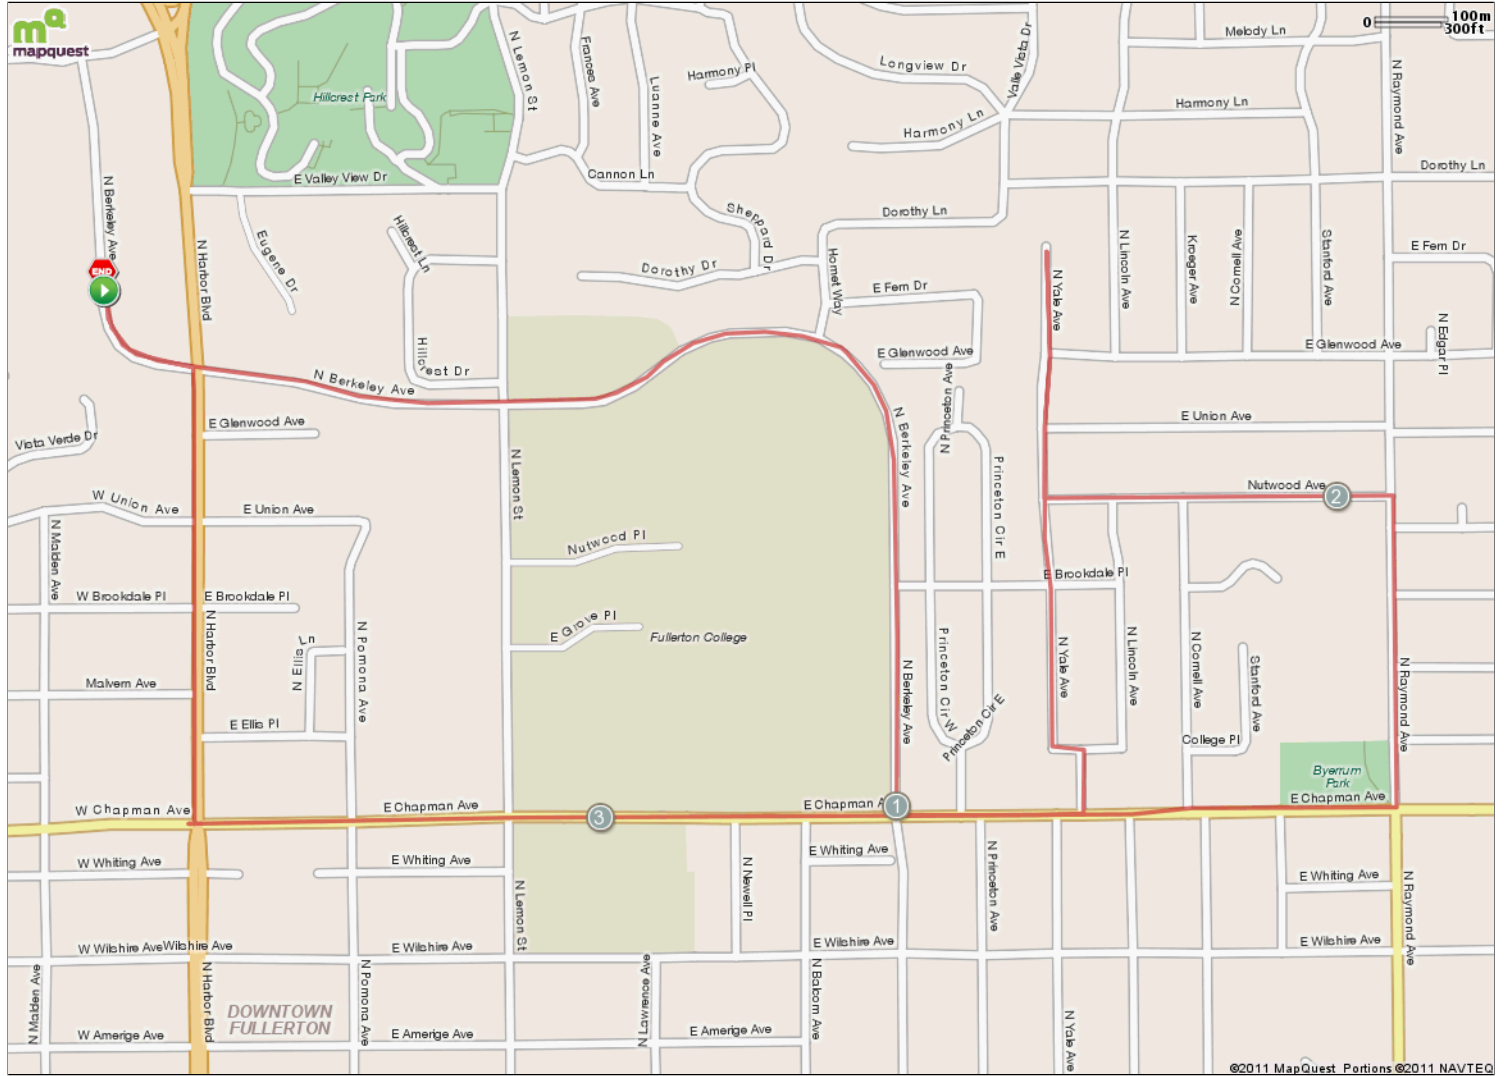 mapquest
0 100m
300ft
Melody Ln
Longview Dr
Valle Vista Dr
N Lemon St
Frances Ave
Luanne Ave
Harmony Pl
Hillcrest Park
Harmony Ln
Harmony Ln
N Raymond Ave
Dorothy Ln
E Valley View Dr
Cannon Ln
N Berkeley Ave
END
N Harbor Blvd
Eugene Dr
Hillcrest Ln
Sheppard Dr
Dorothy Ln
Dorothy Dr
Hornet Way
E Fern Dr
N Yale Ave
N Lincoln Ave
Kroeger Ave
N Cornell Ave
Stanford Ave
E Fern Dr
N Edgar Pl
E Glenwood Ave
E Glenwood Ave
Hillcrest Dr
N Berkeley Ave
N Princeton Ave
N Berkeley Ave
E Union Ave
E Glenwood Ave
Vista Verde Dr
N Lemon St
Princeton Cir E
Nutwood Ave
2
W Union Ave
E Union Ave
N Malden Ave
Nutwood Pl
E Brookdale Pl
W Brookdale Pl
E Brookdale Pl
N Harbor Blvd
N Ellis Ln
N Pomona Ave
E Grove Pl
Fullerton College
N Berkeley Ave
Princeton Cir W
Princeton Cir E
N Yale Ave
N Lincoln Ave
N Cornell Ave
Stanford Ave
N Raymond Ave
Malvern Ave
E Ellis Pl
College Pl
Byerrum
Park
W Chapman Ave
E Chapman Ave
3
E Chapman A
1
E Chapman Ave
W Whiting Ave
E Whiting Ave
E Whiting Ave
N Newell Pl
N Princeton Ave
E Whiting Ave
N Raymond Ave
N Lemon St
W Wilshire Ave
Wilshire Ave
E Wilshire Ave
E Wilshire Ave
E Wilshire Ave
N Malden Ave
N Harbor Blvd
N Pomona Ave
N Lawrence Ave
N Balcom Ave
N Yale Ave
DOWNTOWN
FULLERTON
W Amerige Ave
E Amerige Ave
E Amerige Ave
©2011 MapQuest Portions ©2011 NAVTEQ